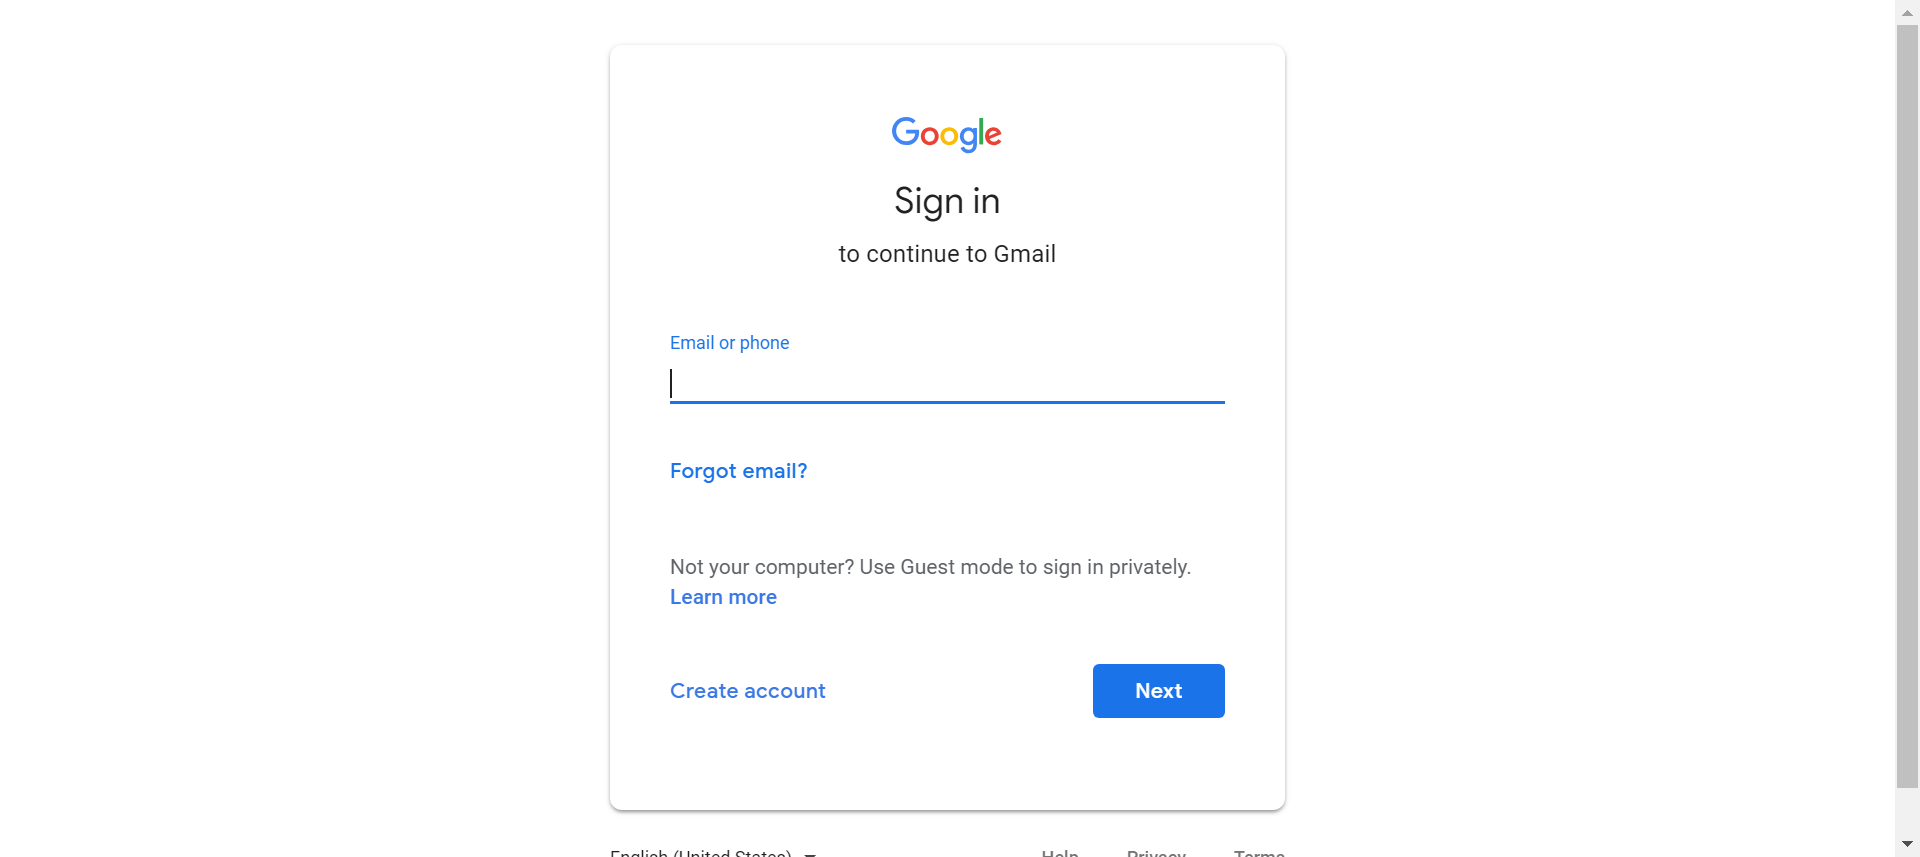 Google
Sign in
to continue to Gmail
Email or phone
Forgot email?
Not your computer? Use Guest mode to sign in privately.
Learn more
Create account
Next
English (United States)
Help
Privacy
Terms